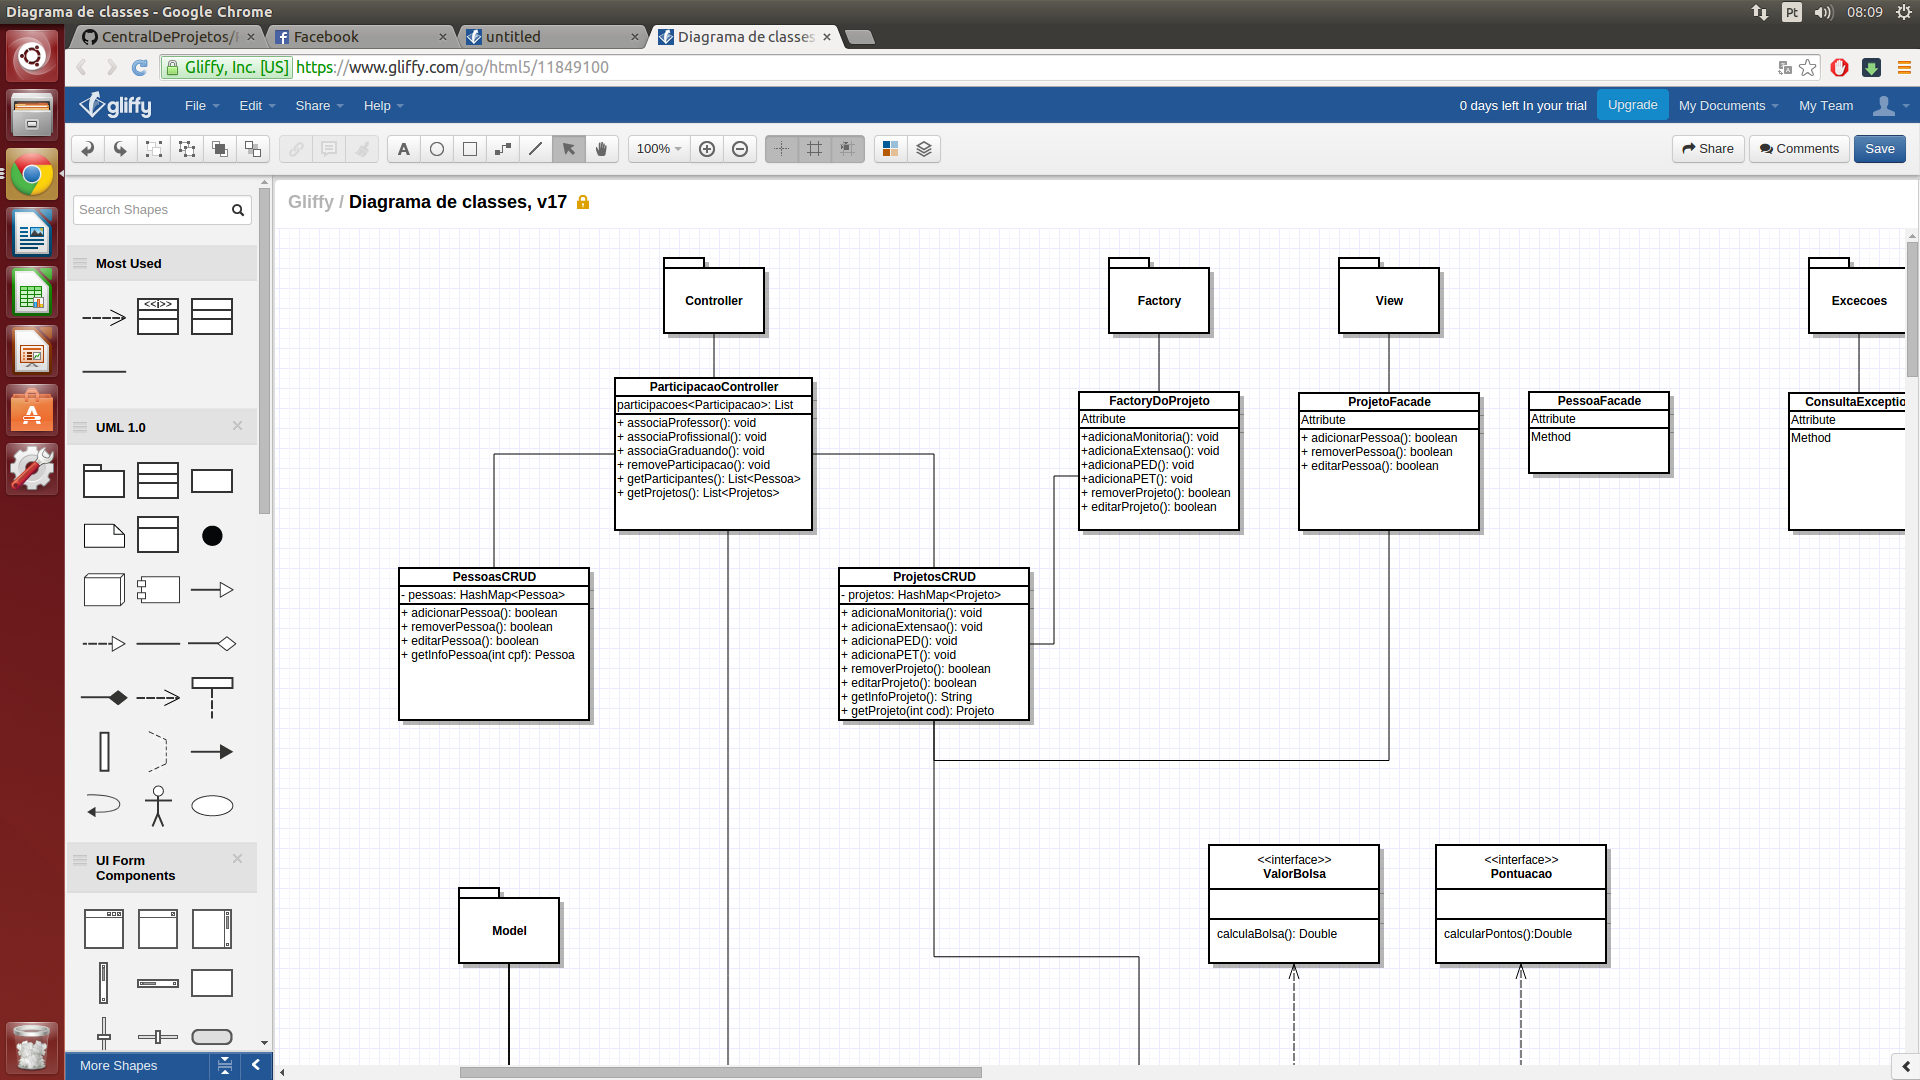 Diagrama de classes - Google Chrome
Pt
08:09
CentralDeProjetos/
Facebook
untitled
Diagrama de classes
Gliffy, Inc. [US] https://www.gliffy.com/go/html5/11849100
gliffy
File
Edit
Share
Help
0 days left In your trial
Upgrade
My Documents
My Team
A
100%
Share
Comments
Save
Search Shapes
Gliffy / Diagrama de classes, v17
Most Used
<<i>>
UML 1.0
UI Form
Components
More Shapes
Controller
Factory
View
Excecoes
ParticipacaoController
participacoes<Participacao>: List
+ associaProfessor(): void
+ associaProfissional(): void
+ associaGraduando(): void
+ removeParticipacao(): void
+ getParticipantes(): List<Pessoa>
+ getProjetos(): List<Projetos>
FactoryDoProjeto
Attribute
+adicionaMonitoria(): void
+adicionaExtensao(): void
+adicionaPED(): void
+adicionaPET(): void
+ removerProjeto(): boolean
+ editarProjeto(): boolean
ProjetoFacade
Attribute
+ adicionarPessoa(): boolean
+ removerPessoa(): boolean
+ editarPessoa(): boolean
PessoaFacade
Attribute
Method
ConsultaExceptio
Attribute
Method
PessoasCRUD
- pessoas: HashMap<Pessoa>
+ adicionarPessoa(): boolean
+ removerPessoa(): boolean
+ editarPessoa(): boolean
+ getInfoPessoa(int cpf): Pessoa
ProjetosCRUD
- projetos: HashMap<Projeto>
+ adicionaMonitoria(): void
+ adicionaExtensao(): void
+ adicionaPED(): void
+ adicionaPET(): void
+ removerProjeto(): boolean
+ editarProjeto(): boolean
+ getInfoProjeto(): String
+ getProjeto(int cod): Projeto
Model
<<interface>>
ValorBolsa
calculaBolsa(): Double
<<interface>>
Pontuacao
calcularPontos():Double